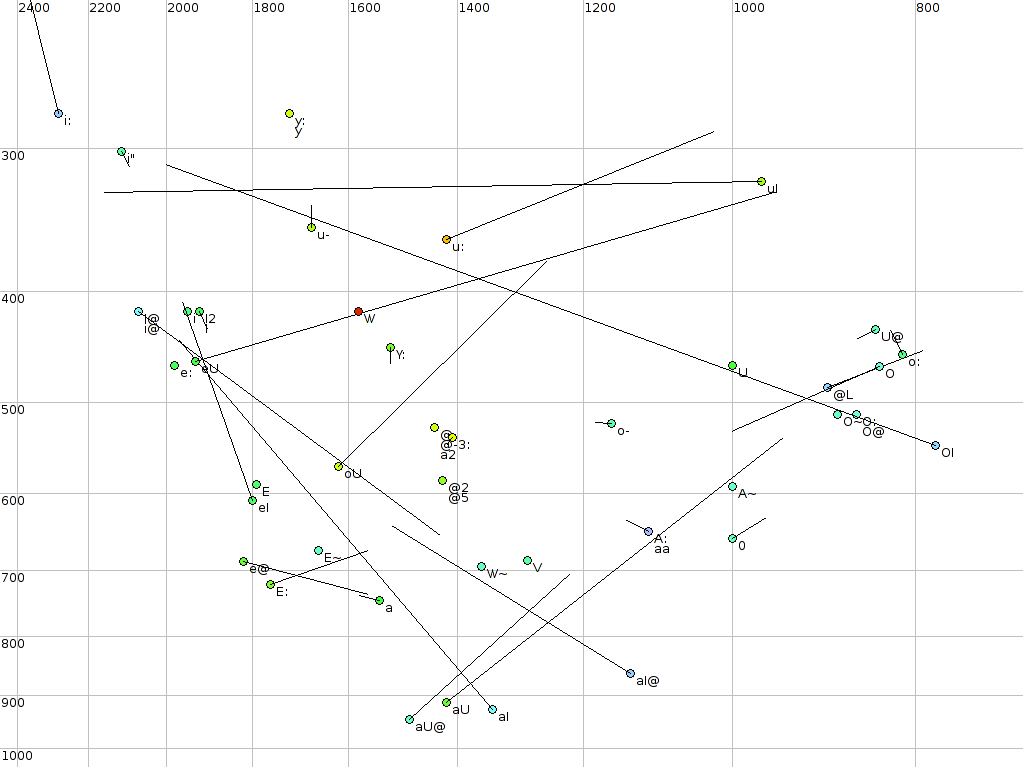 2400 2200 2000 1800 1600 1400 1200 1000 800
i:
y:
y
300
i"
uI
u-
u:
400
I@
i@
i
I2
I
W
U@
Y:
o:
e:
eU
U
O
@L
500
@
@-3:
a2
o-
O~
O:
O@
OI
oU
@2
@5
E
eI
A~
600
A:
aa
0
E~
e@
E:
W~
V
700
a
800
aI@
900
aU
aI
aU@
1000